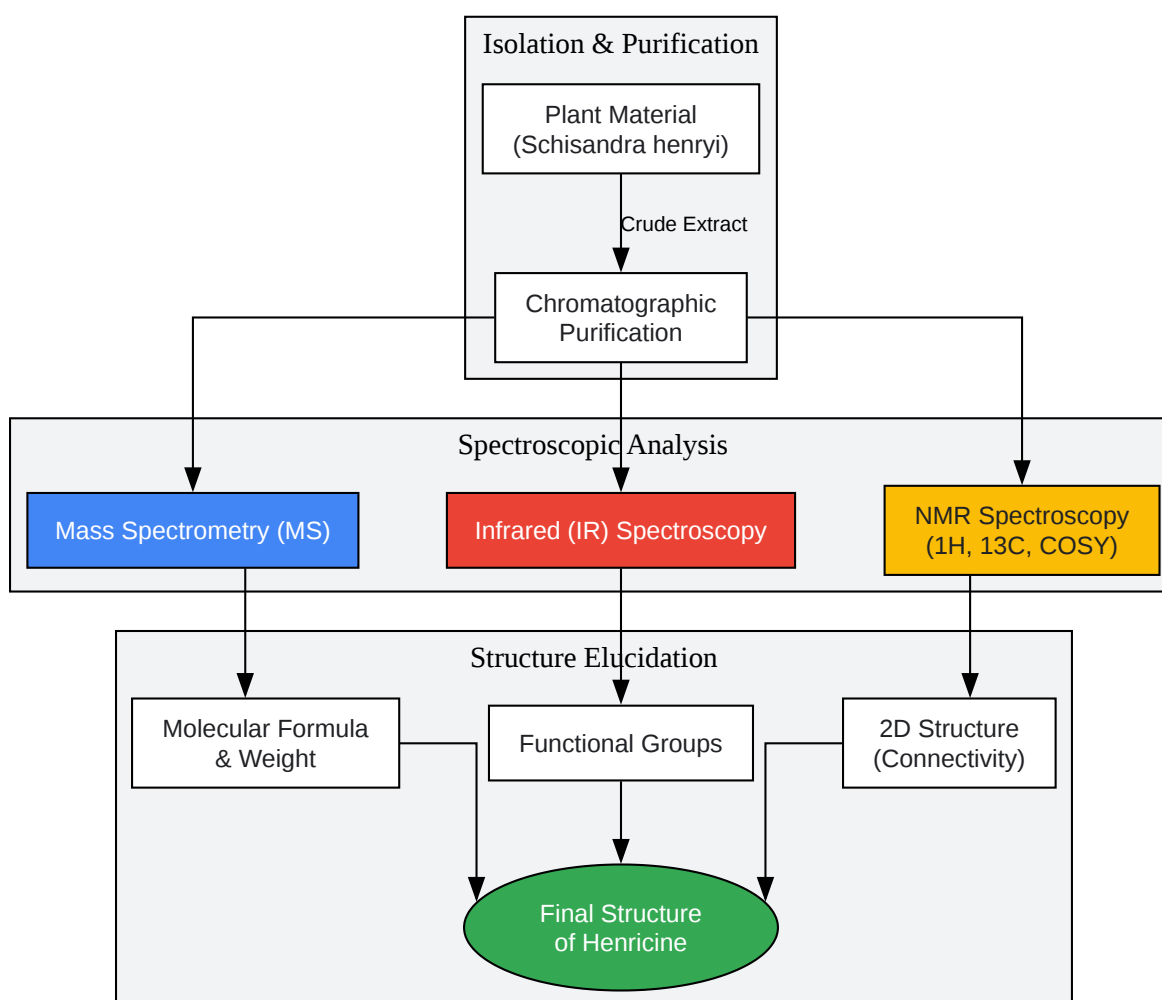 Isolation & Purification
Plant Material
(Schisandra henryi)
Crude Extract
Chromatographic
Purification
Spectroscopic Analysis
Mass Spectrometry (MS)
Infrared (IR) Spectroscopy
NMR Spectroscopy
(1H, 13C, COSY)
Structure Elucidation
Molecular Formula
& Weight
Functional Groups
2D Structure
(Connectivity)
Final Structure
of Henricine